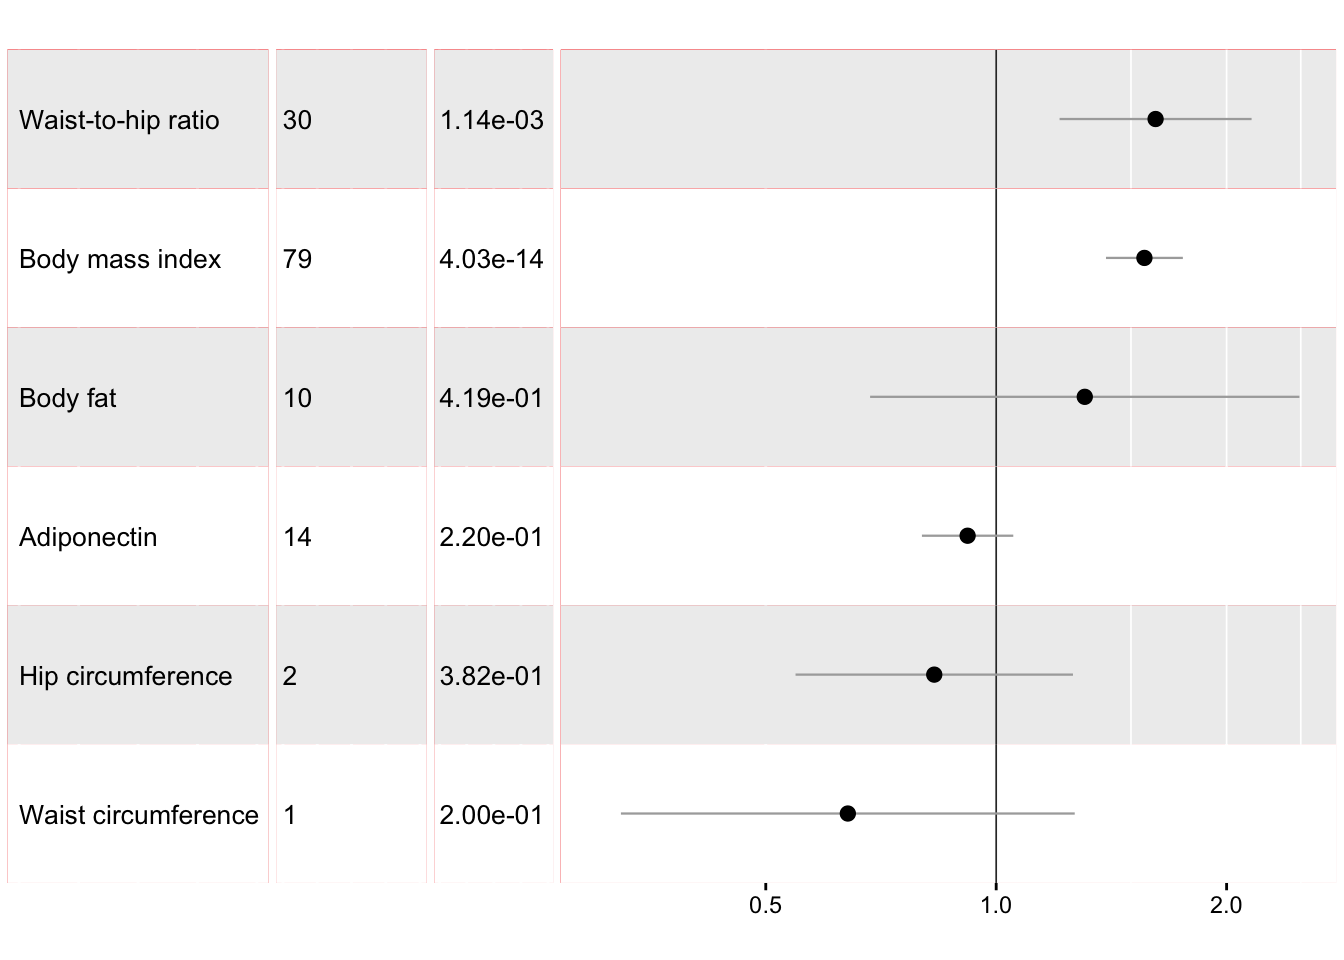 Waist-to-hip ratio 30 1.14e-03
Body mass index 79 4.03e-14
Body fat 10 4.19e-01
Adiponectin 14 2.20e-01
Hip circumference 2 3.82e-01
Waist circumference 1 2.00e-01
0.5 1.0 2.0